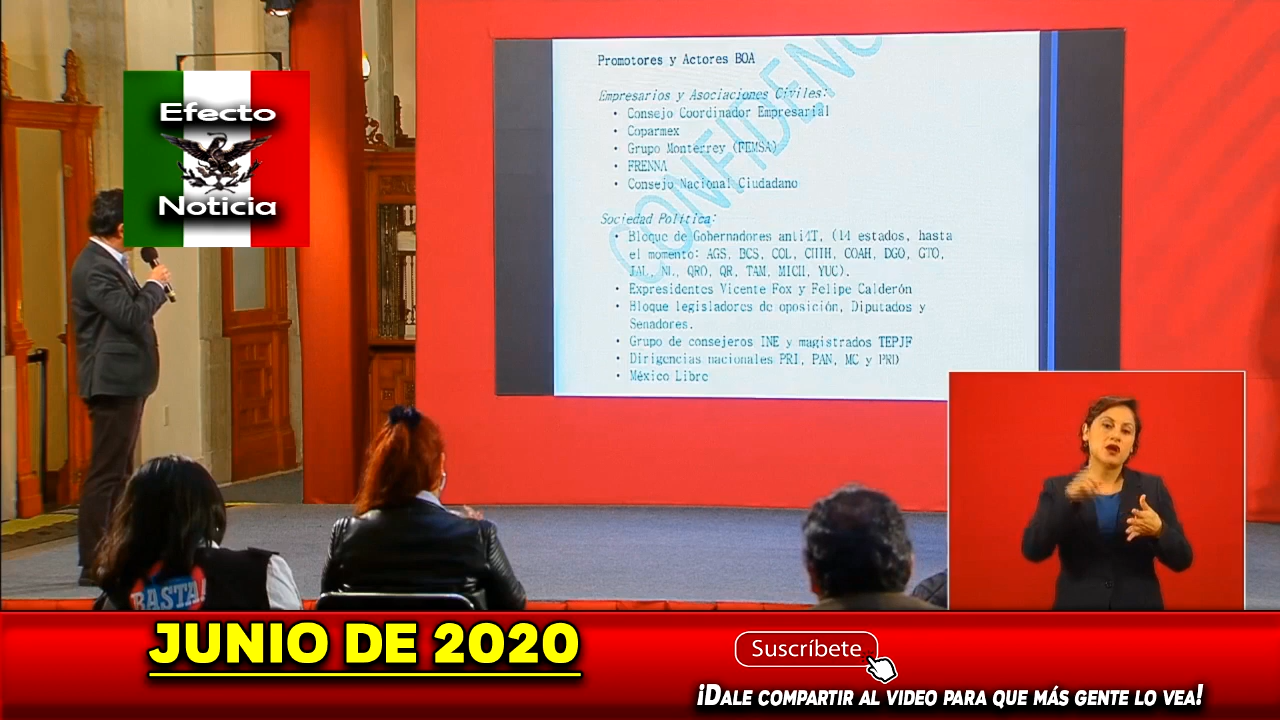 Efecto
Noticia
Promotores y Actores BOA
Empresarios y Asociaciones Civiles:
• Consejo Coordinador Empresarial
• Coparmex
• Grupo Monterrey (FEMSA)
• FRENNA
• Consejo Nacional Ciudadano
Sociedad Política:
• Bloque de Gobernadores anti4T, (14 estados, hasta
el momento: AGS, BCS, COL, CHIH, COAH, DGO, GTO,
JAL, NL, QRO, QR, TAM, MICH, YUC).
• Expresidentes Vicente Fox y Felipe Calderón
• Bloque legisladores de oposición, Diputados y
Senadores.
• Grupo de consejeros INE y magistrados TEPJF
• Dirigencias nacionales PRI, PAN, MC y PRD
• México Libre
CONFIDENC
BASTA!
JUNIO DE 2020
Suscríbete
¡DALE COMPARTIR AL VIDEO PARA QUE MÁS GENTE LO VEA!